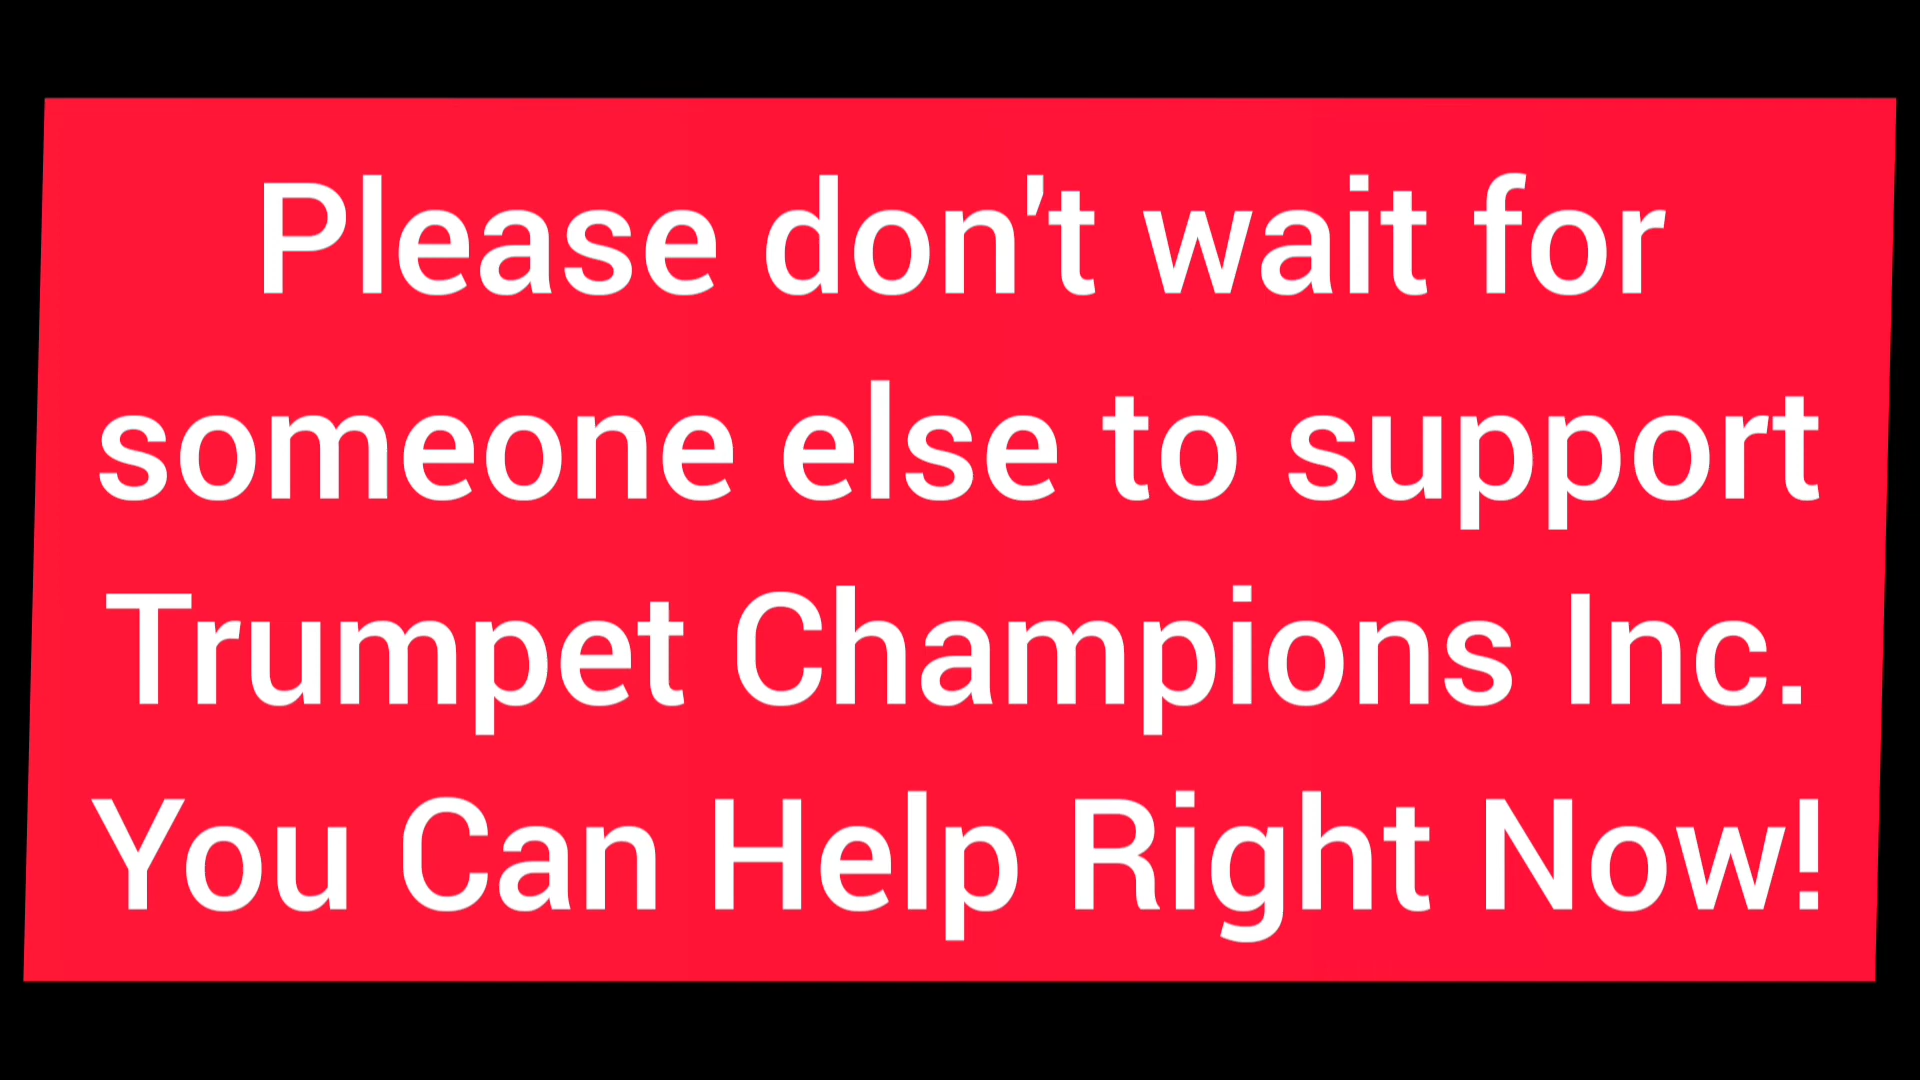 Please don't wait for
someone else to support
Trumpet Champions Inc.
You Can Help Right Now!